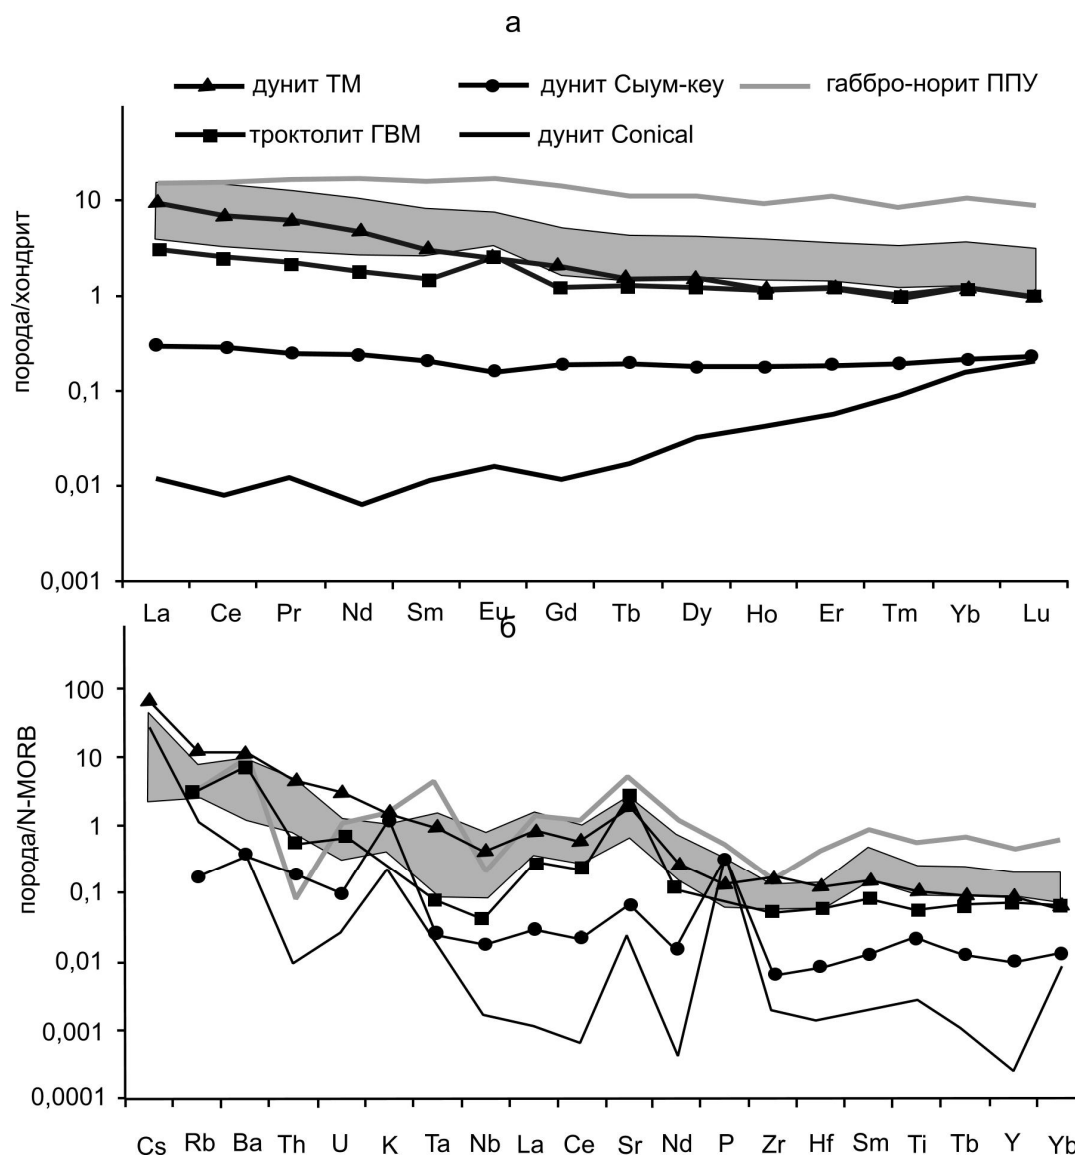 а
дунит ТМ дунит Сыум-кеу габбро-норит ППУ
троктолит ГВМ дунит Conical
порода/хондрит
10
1
0,1
0,01
0,001
La Ce Pr Nd Sm Eu Gd Tb Dy Ho Er Tm Yb Lu
б
порода/N-MORB
100
10
1
0,1
0,01
0,001
0,0001
Cs Rb Ba Th U K Ta Nb La Ce Sr Nd P Zr Hf Sm Ti Tb Y Yb